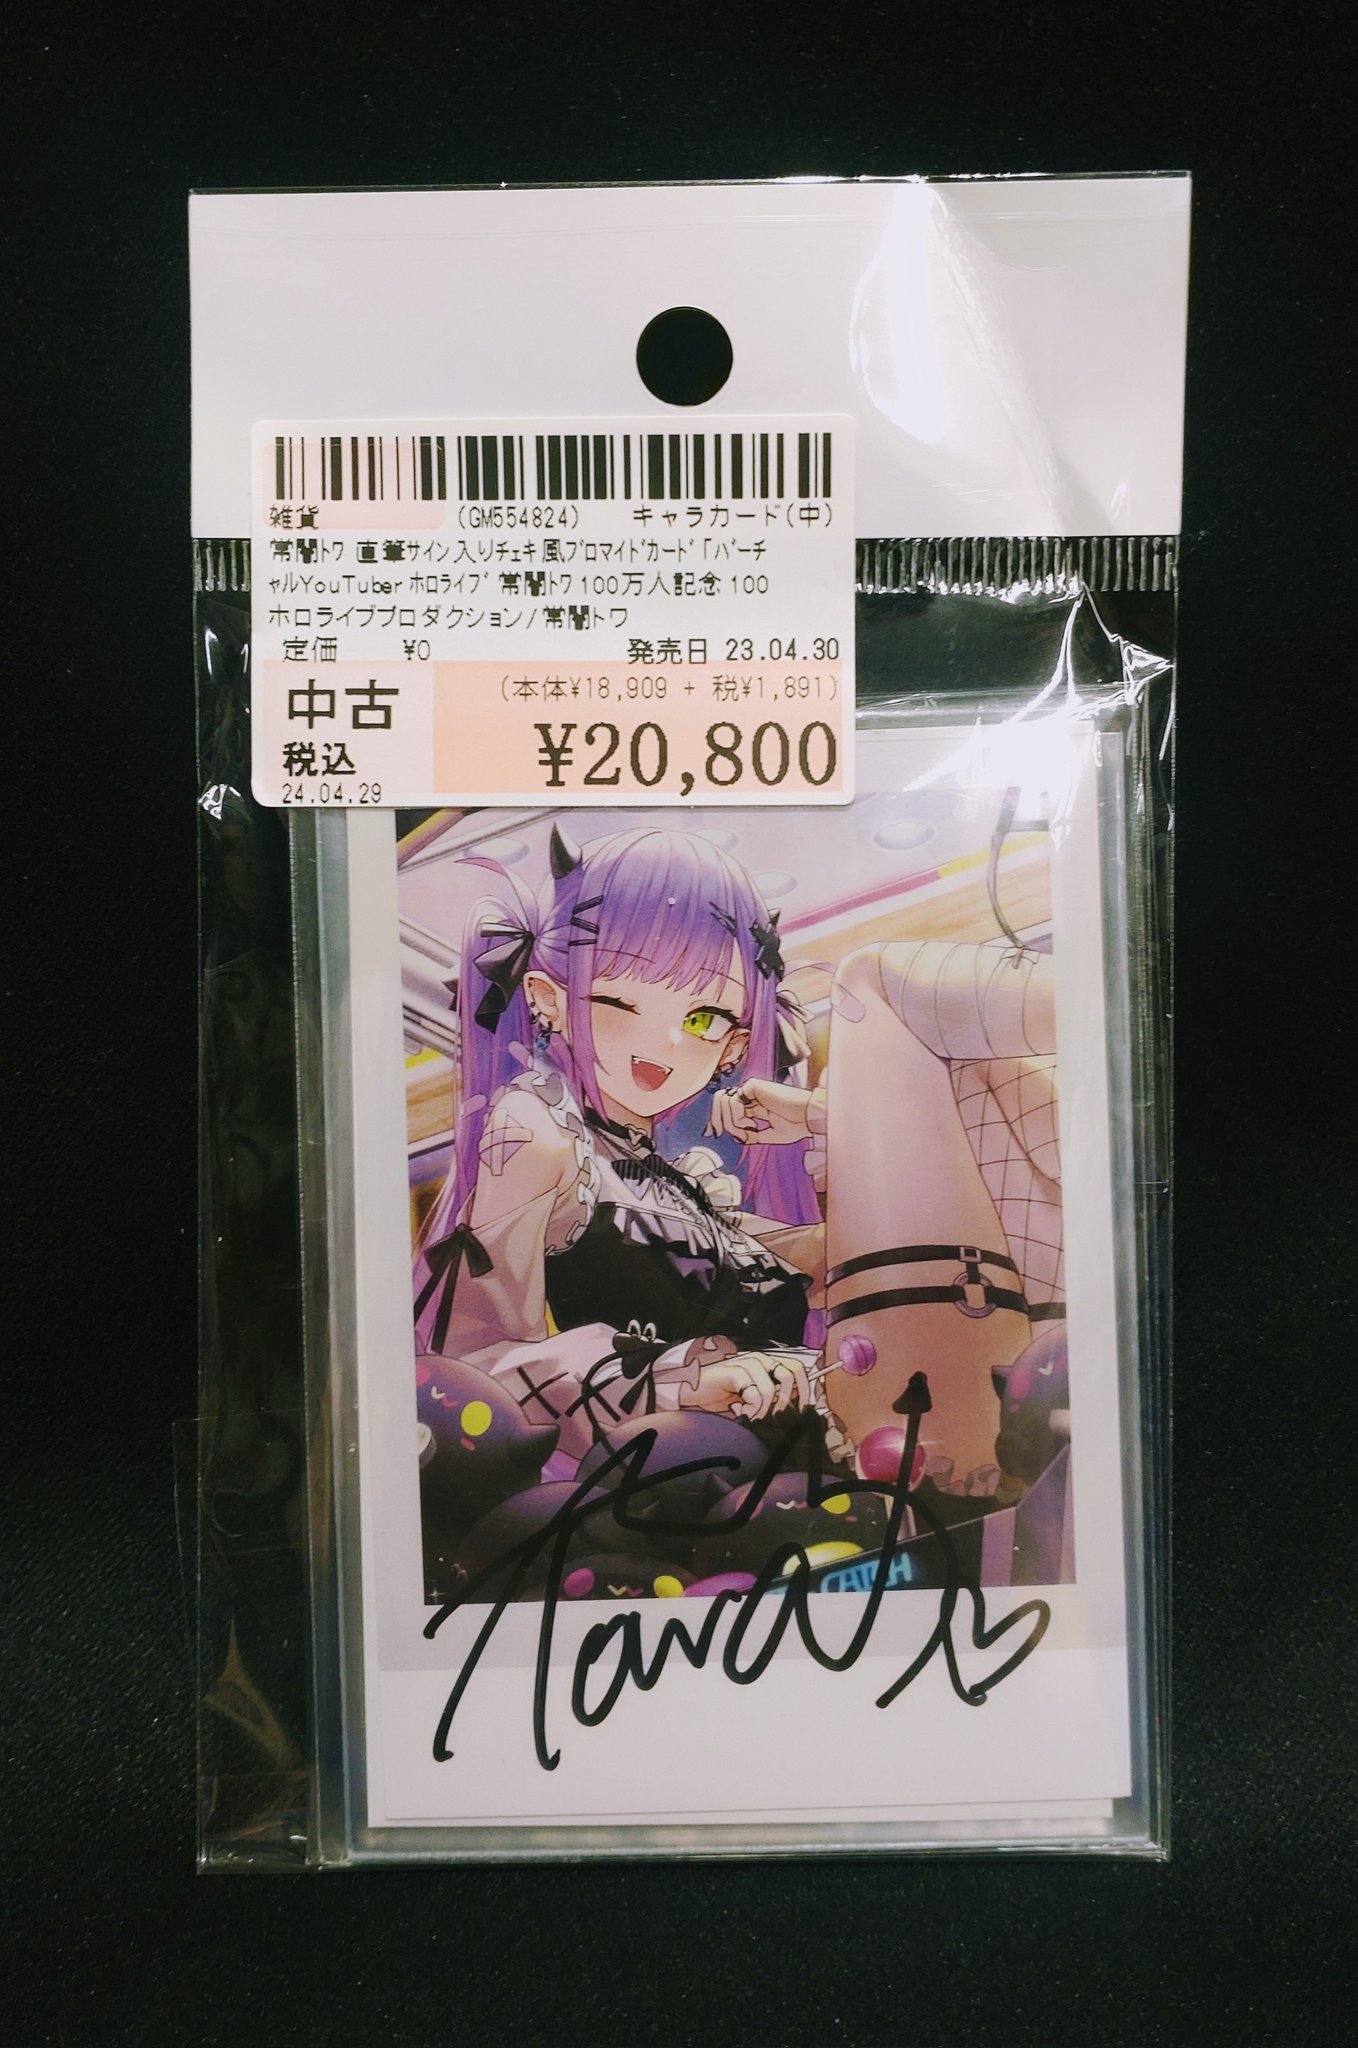 雑貨 (GM554824) キャラカード(中)
常闇トワ 直筆サイン入りチェキ風ブロマイドカード「バーチ
ャルYouTuber ホロライブ 常闇トワ100万人記念 100
ホロライブプロダクション/常闇トワ
定価 ¥0 発売日 23.04.30
中古 (本体¥18,909 + 税¥1,891)
税込 ¥20,800
24.04.29
CATCH
Towa